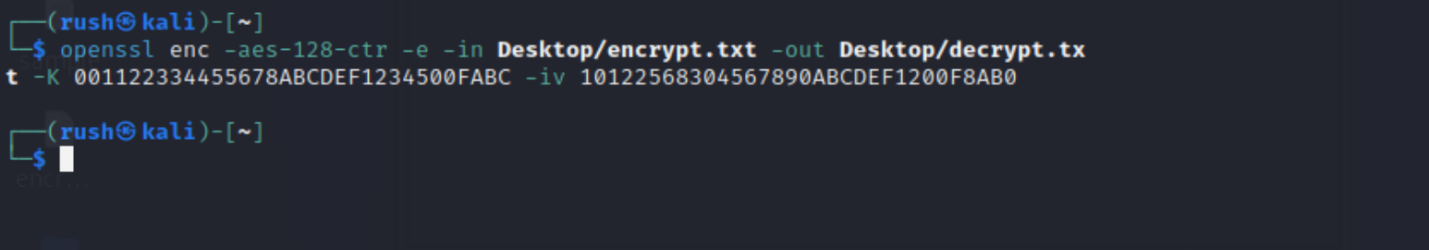 ┌──(rush㉿kali)-[~]
└─$ openssl enc -aes-128-ctr -e -in Desktop/encrypt.txt -out Desktop/decrypt.tx
t -K 001122334455678ABCDEF1234500FABC -iv 10122568304567890ABCDEF1200F8AB0
┌──(rush㉿kali)-[~]
└─$
encr...